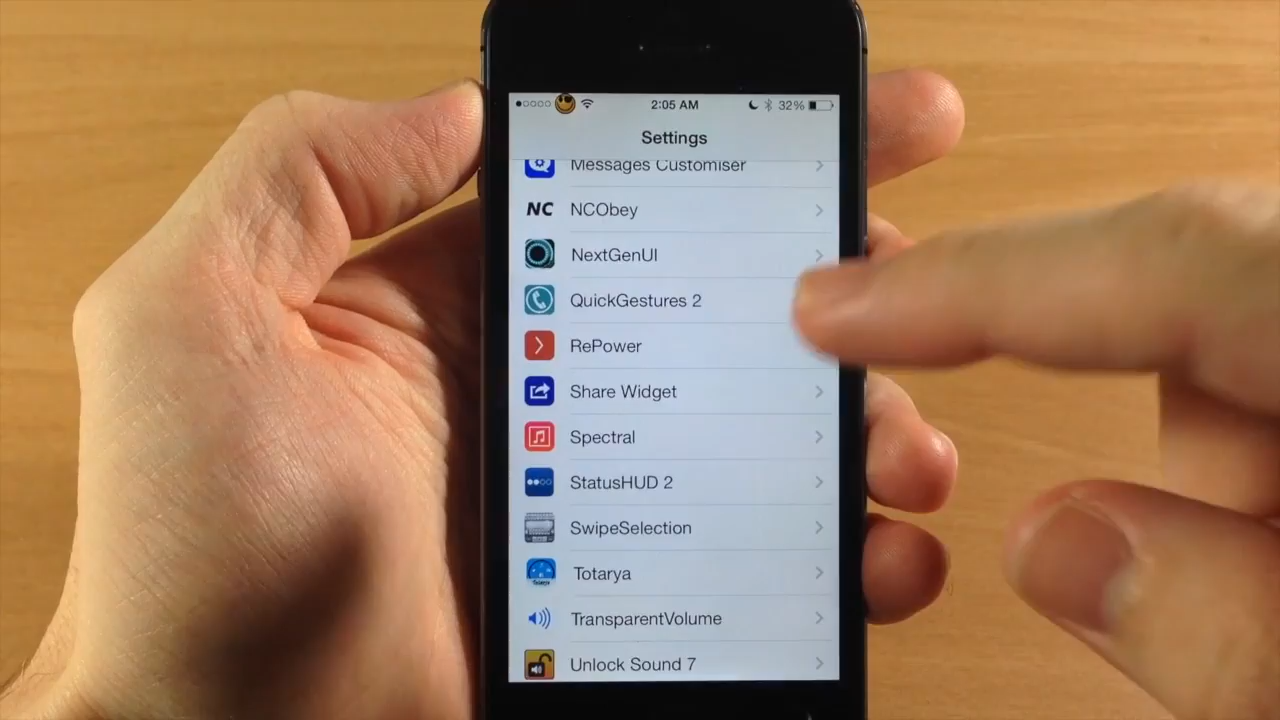 2:05 AM 32%
Settings
Messages Customiser
NC NCObey
NextGenUI
QuickGestures 2
RePower
Share Widget
Spectral
StatusHUD 2
SwipeSelection
Totarya
TransparentVolume
Unlock Sound 7